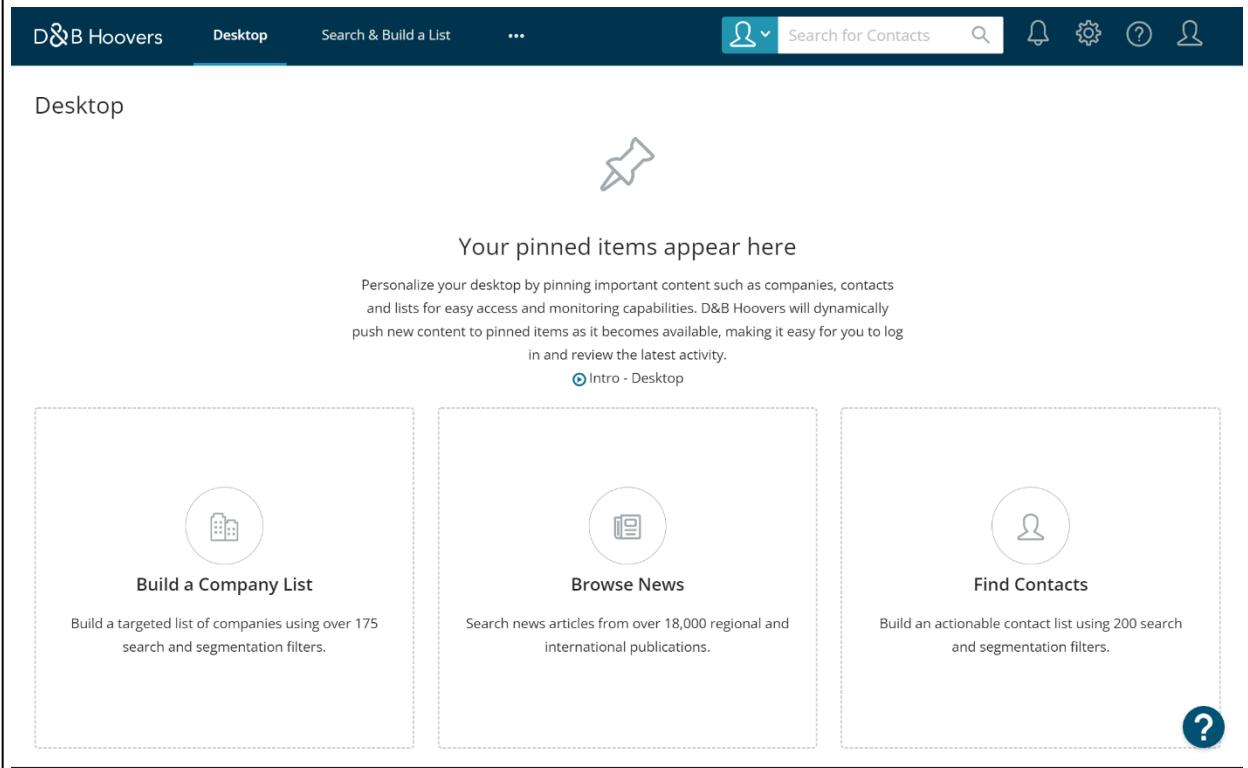 D&B Hoovers Desktop Search & Build a List ••• Search for Contacts
Desktop
Your pinned items appear here
Personalize your desktop by pinning important content such as companies, contacts
and lists for easy access and monitoring capabilities. D&B Hoovers will dynamically
push new content to pinned items as it becomes available, making it easy for you to log
in and review the latest activity.
Intro - Desktop
Build a Company List
Build a targeted list of companies using over 175
search and segmentation filters.
Browse News
Search news articles from over 18,000 regional and
international publications.
Find Contacts
Build an actionable contact list using 200 search
and segmentation filters.
?